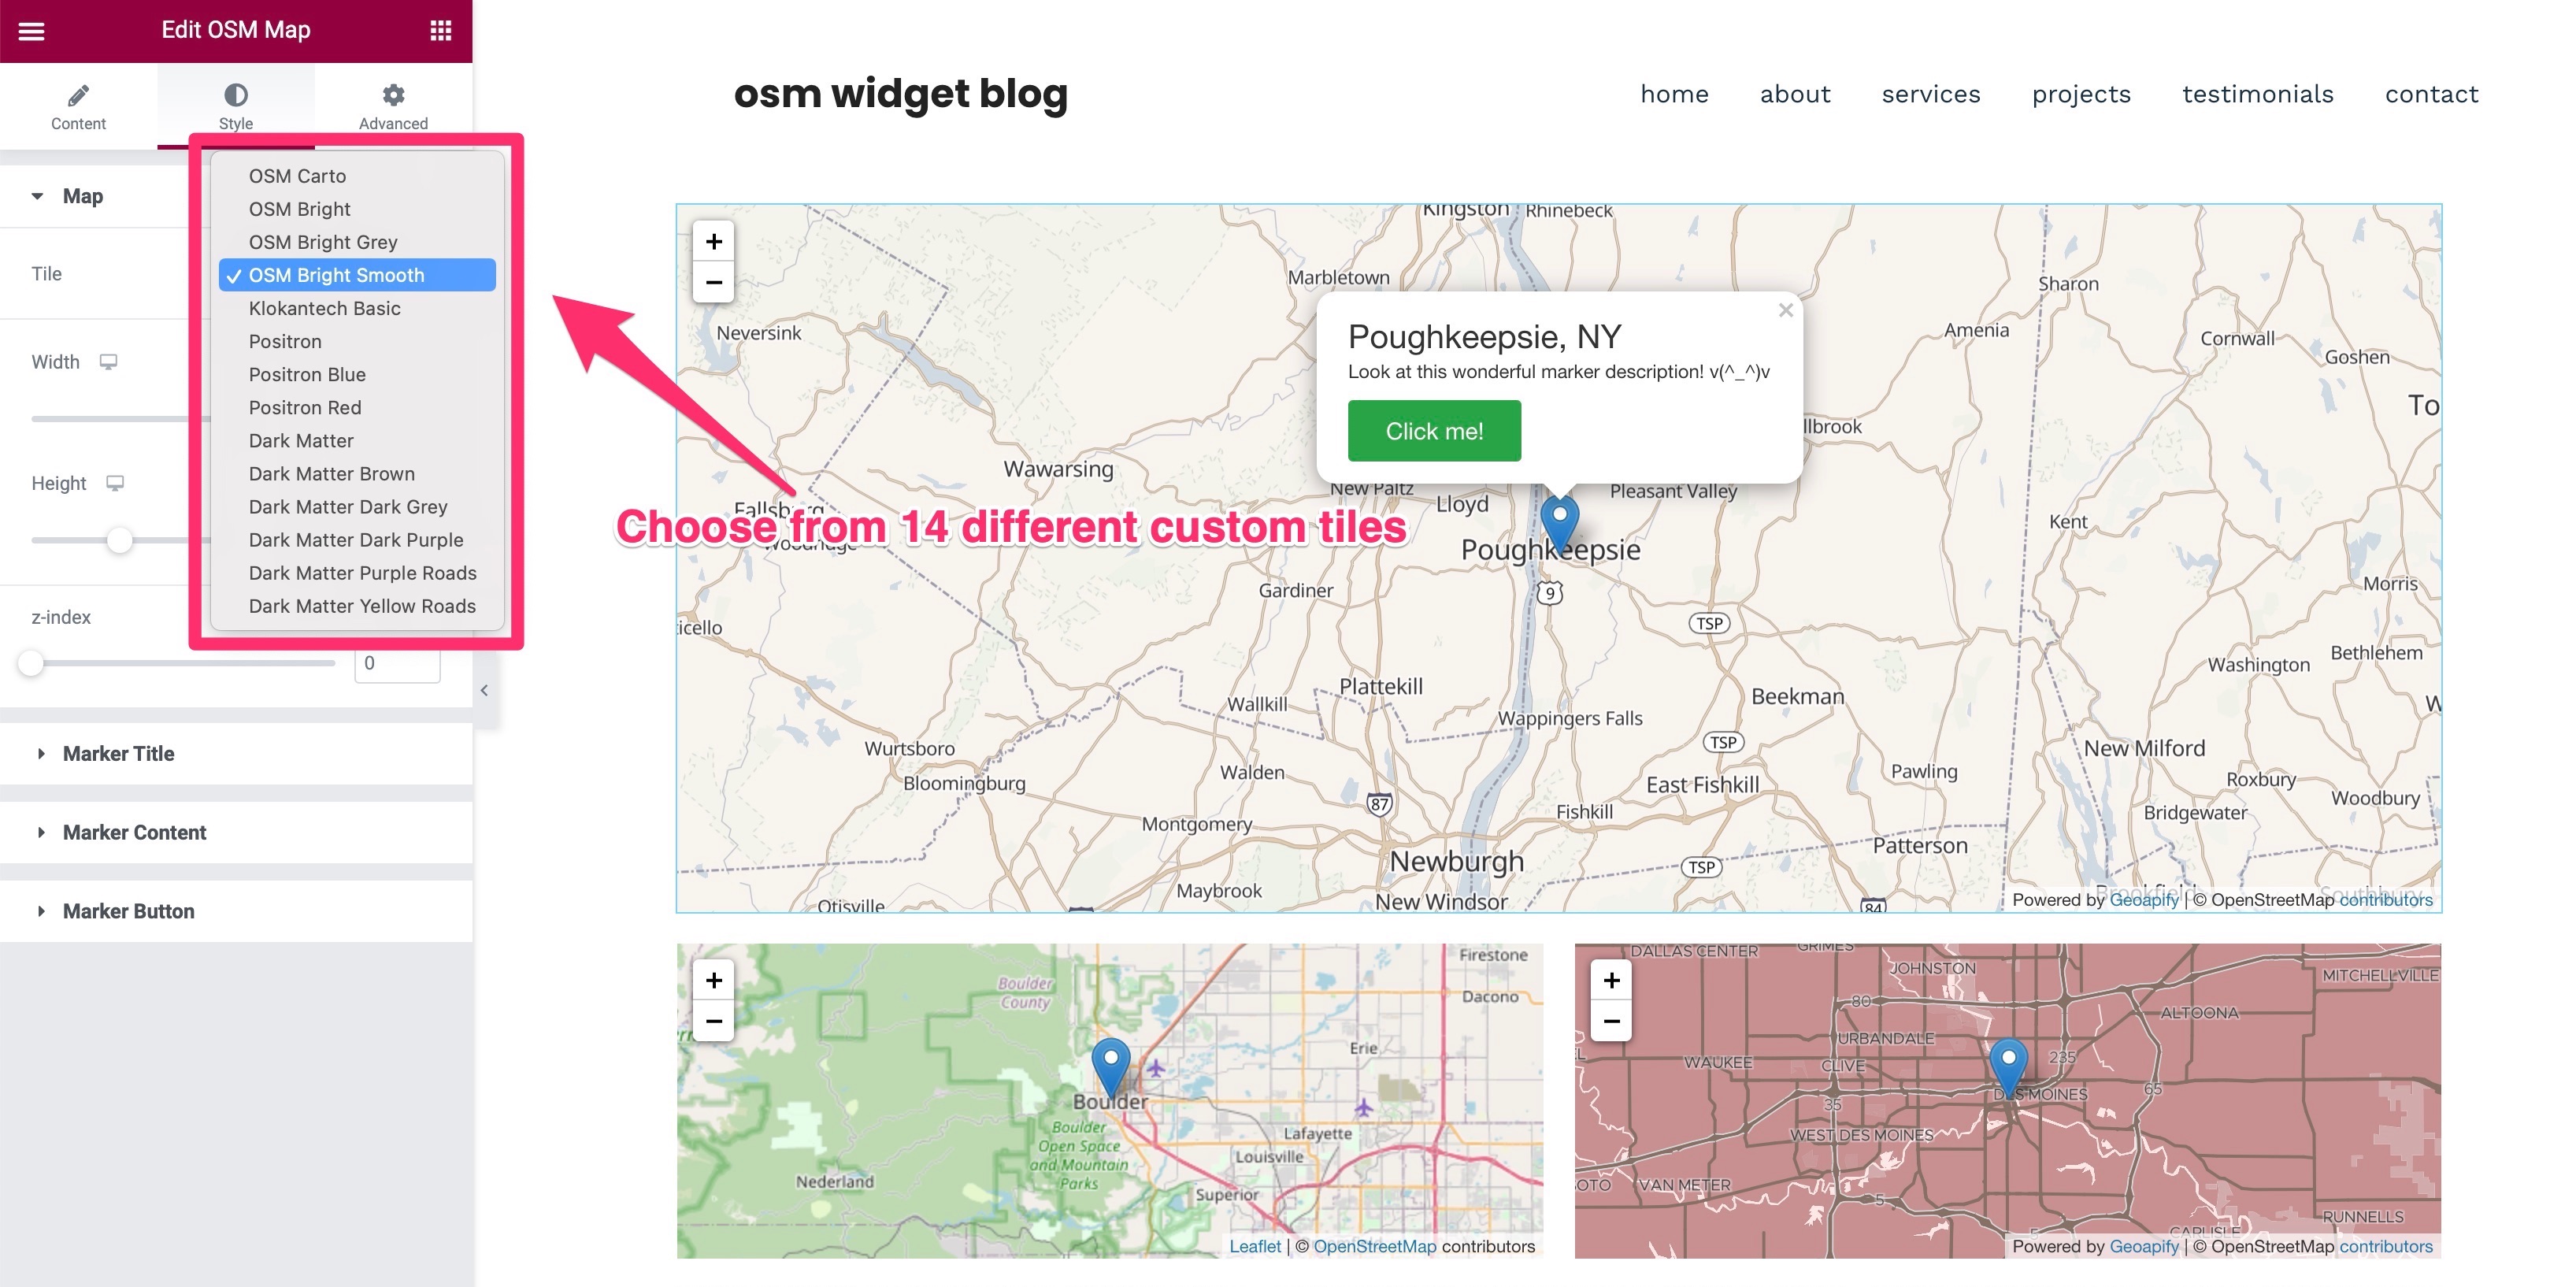 Edit OSM Map
Content
Style
Advanced
Map
Tile
Width
Height
z-index
0
Marker Title
Marker Content
Marker Button
OSM Carto
OSM Bright
OSM Bright Grey
OSM Bright Smooth
Klokantech Basic
Positron
Positron Blue
Positron Red
Dark Matter
Dark Matter Brown
Dark Matter Dark Grey
Dark Matter Dark Purple
Dark Matter Purple Roads
Dark Matter Yellow Roads
osm widget blog
home about services projects testimonials contact
Choose from 14 different custom tiles
+
−
Kingston Rhinebeck
Marbletown
Sharon
Neversink
Amenia
Cornwall
Goshen
Poughkeepsie, NY
×
Look at this wonderful marker description! v(^_^)v
Click me!
To
llbrook
Wawarsing
New Paltz
Lloyd
Pleasant Valley
Fallsburg
Woodridge
Kent
Poughkeepsie
Gardiner
9
Morris
TSP
icello
Bethlehem
Washington
Plattekill
Beekman
Wallkill
Wappingers Falls
W
Wurtsboro
TSP
New Milford
Walden
Pawling
Bloomingburg
East Fishkill
Roxbury
87
Woodbury
Fishkill
Bridgewater
Montgomery
Patterson
Newburgh
TSP
Maybrook
Brookfield
Southbury
New Windsor
Otisville
84
Powered by Geoapify | © OpenStreetMap contributors
+
−
Firestone
Boulder
County
Dacono
Erie
Boulder
Boulder
Open Space
and Mountain
Parks
Lafayette
Louisville
Nederland
Superior
Leaflet | © OpenStreetMap contributors
+
−
DALLAS CENTER
GRIMES
JOHNSTON
MITCHELLVILLE
80
ALTOONA
URBANDALE
WAUKEE
CLIVE
235
65
DES MOINES
35
WEST DES MOINES
OTO
VAN METER
5
RUNNELLS
CARLISLE
5
Powered by Geoapify | © OpenStreetMap contributors